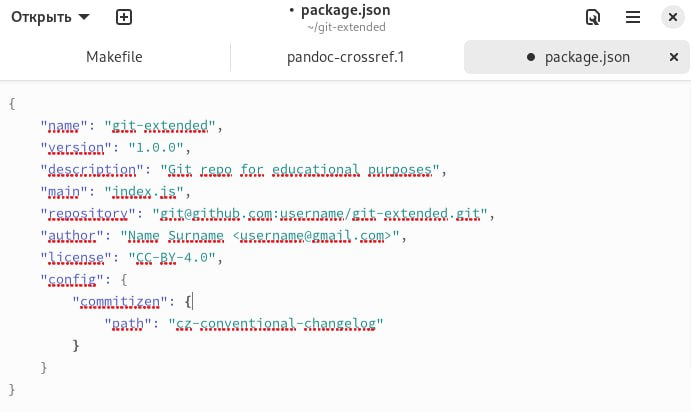 Открыть
• package.json
~/git-extended
Makefile
pandoc-crossref.1
● package.json
{
    "name": "git-extended",
    "version": "1.0.0",
    "description": "Git repo for educational purposes",
    "main": "index.js",
    "repository": "git@github.com:username/git-extended.git",
    "author": "Name Surname <username@gmail.com>",
    "license": "CC-BY-4.0",
    "config": {
        "commitizen": {
            "path": "cz-conventional-changelog"
        }
    }
}